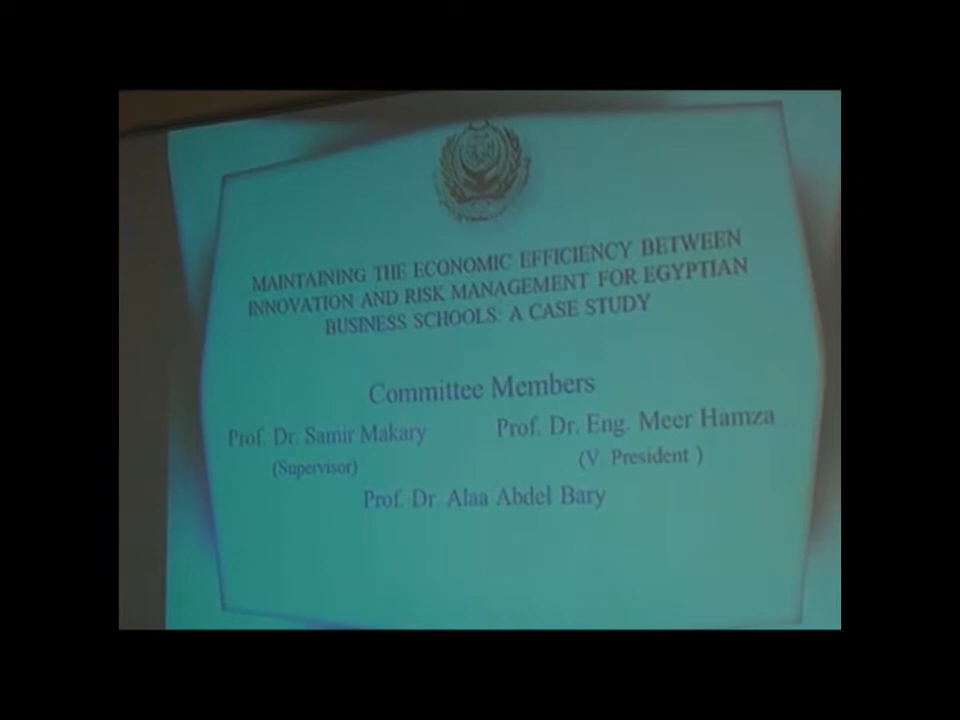 MAINTAINING THE ECONOMIC EFFICIENCY BETWEEN
INNOVATION AND RISK MANAGEMENT FOR EGYPTIAN
BUSINESS SCHOOLS: A CASE STUDY
Committee Members
Prof. Dr. Samir Makary
Prof. Dr. Eng. Meer Hamza
(Supervisor)
(V. President )
Prof. Dr. Alaa Abdel Bary